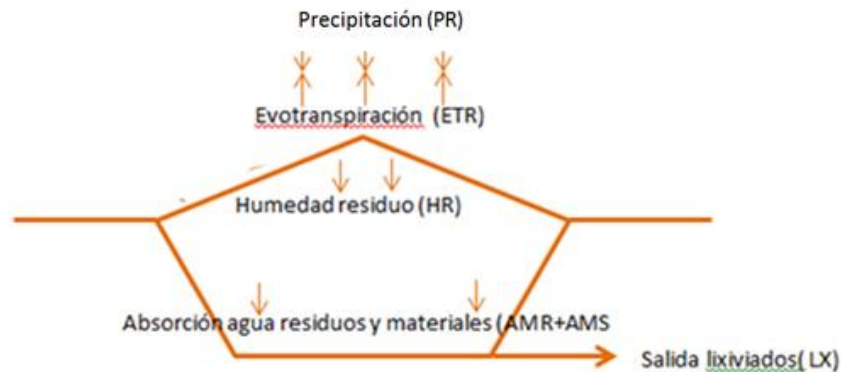 Precipitación (PR)
Evotranspiración (ETR)
Humedad residuo (HR)
Absorción agua residuos y materiales (AMR+AMS
Salida lixiviados( LX)